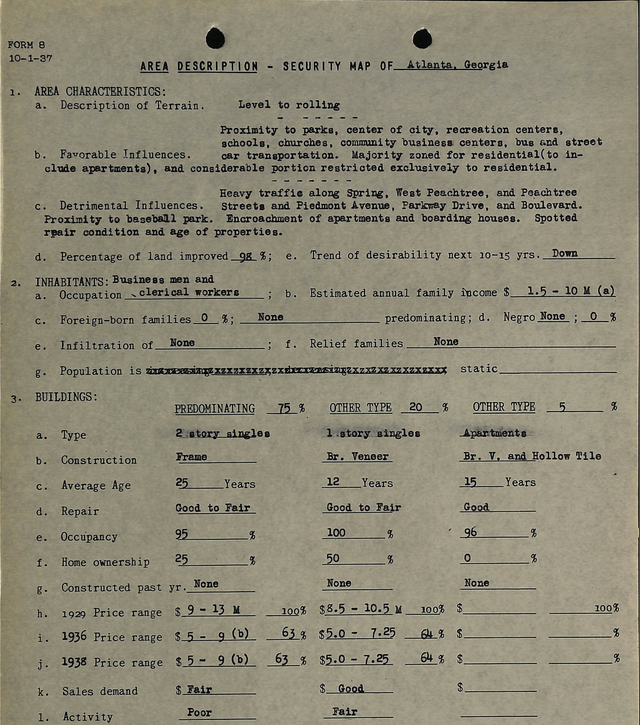 FORM 8
10-1-37
AREA DESCRIPTION - SECURITY MAP OF Atlanta, Georgia
1. AREA CHARACTERISTICS:
a. Description of Terrain. Level to rolling
Proximity to parks, center of city, recreation centers,
schools, churches, community business centers, bus and street
b. Favorable Influences. car transportation. Majority zoned for residential(to in-
clude apartments), and considerable portion restricted exclusively to residential.
Heavy traffic along Spring, West Peachtree, and Peachtree
c. Detrimental Influences. Streets and Piedmont Avenue, Parkway Drive, and Boulevard.
Proximity to baseball park. Encroachment of apartments and boarding houses. Spotted
rpair condition and age of properties.
d. Percentage of land improved 98 %; e. Trend of desirability next 10-15 yrs. Down
2. INHABITANTS: Business men and
a. Occupation clerical workers ; b. Estimated annual family income $ 1.5 - 10 M (a)
c. Foreign-born families 0 %; None predominating; d. Negro None ; 0 %
e. Infiltration of None ; f. Relief families None
g. Population is static
3. BUILDINGS:
PREDOMINATING 75 % OTHER TYPE 20 % OTHER TYPE 5 %
a. Type 2 story singles 1 story singles Apartments
b. Construction Frame Br. Veneer Br. V. and Hollow Tile
c. Average Age 25 Years 12 Years 15 Years
d. Repair Good to Fair Good to Fair Good
e. Occupancy 95 % 100 % 96 %
f. Home ownership 25 % 50 % 0 %
g. Constructed past yr. None None None
h. 1929 Price range $ 9 - 13 M 100% $8.5 - 10.5 M 100% $ 100%
i. 1936 Price range $ 5 - 9 (b) 63 % $5.0 - 7.25 64 % $ %
j. 1938 Price range $ 5 - 9 (b) 63 % $5.0 - 7.25 64 % $ %
k. Sales demand $ Fair $ Good $
l. Activity Poor Fair